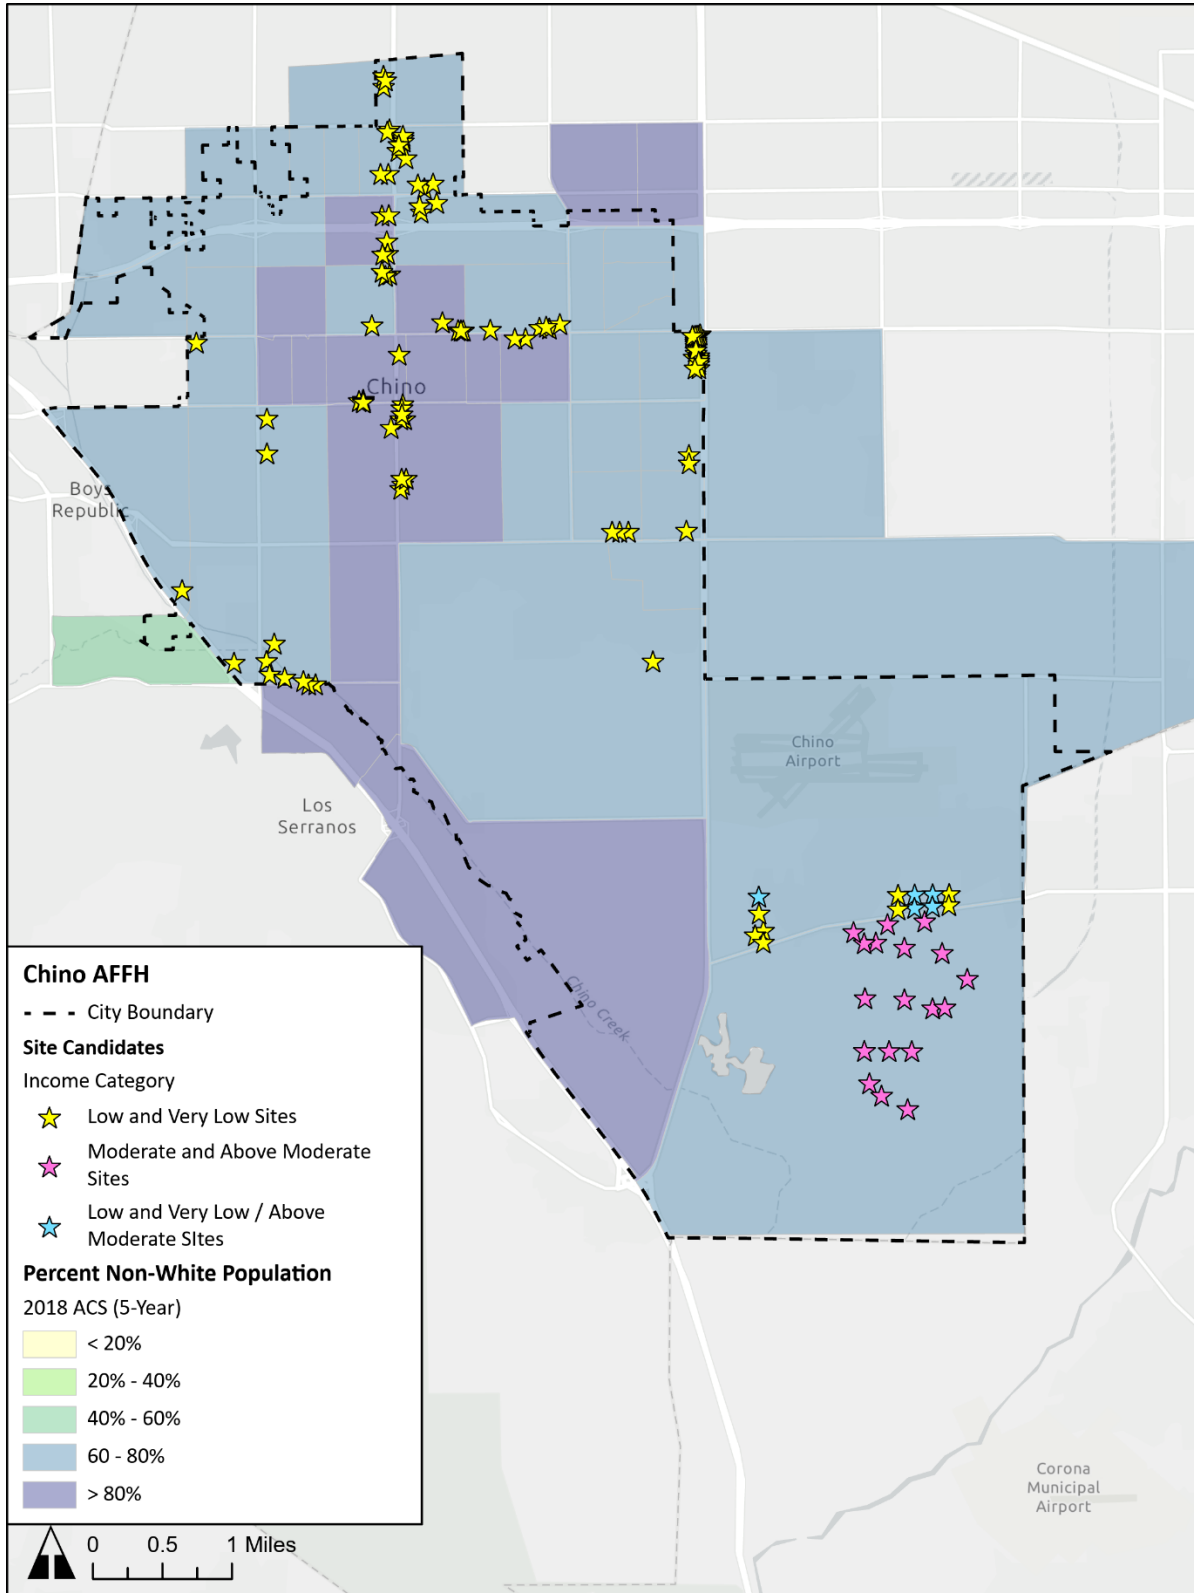 Chino
Boys
Republic
Chino
Airport
Los
Serranos
Chino Creek
Chino AFFH
City Boundary
Site Candidates
Income Category
Low and Very Low Sites
Moderate and Above Moderate
Sites
Low and Very Low / Above
Moderate SItes
Percent Non-White Population
2018 ACS (5-Year)
< 20%
20% - 40%
40% - 60%
60 - 80%
> 80%
Corona
Municipal
Airport
0 0.5 1 Miles